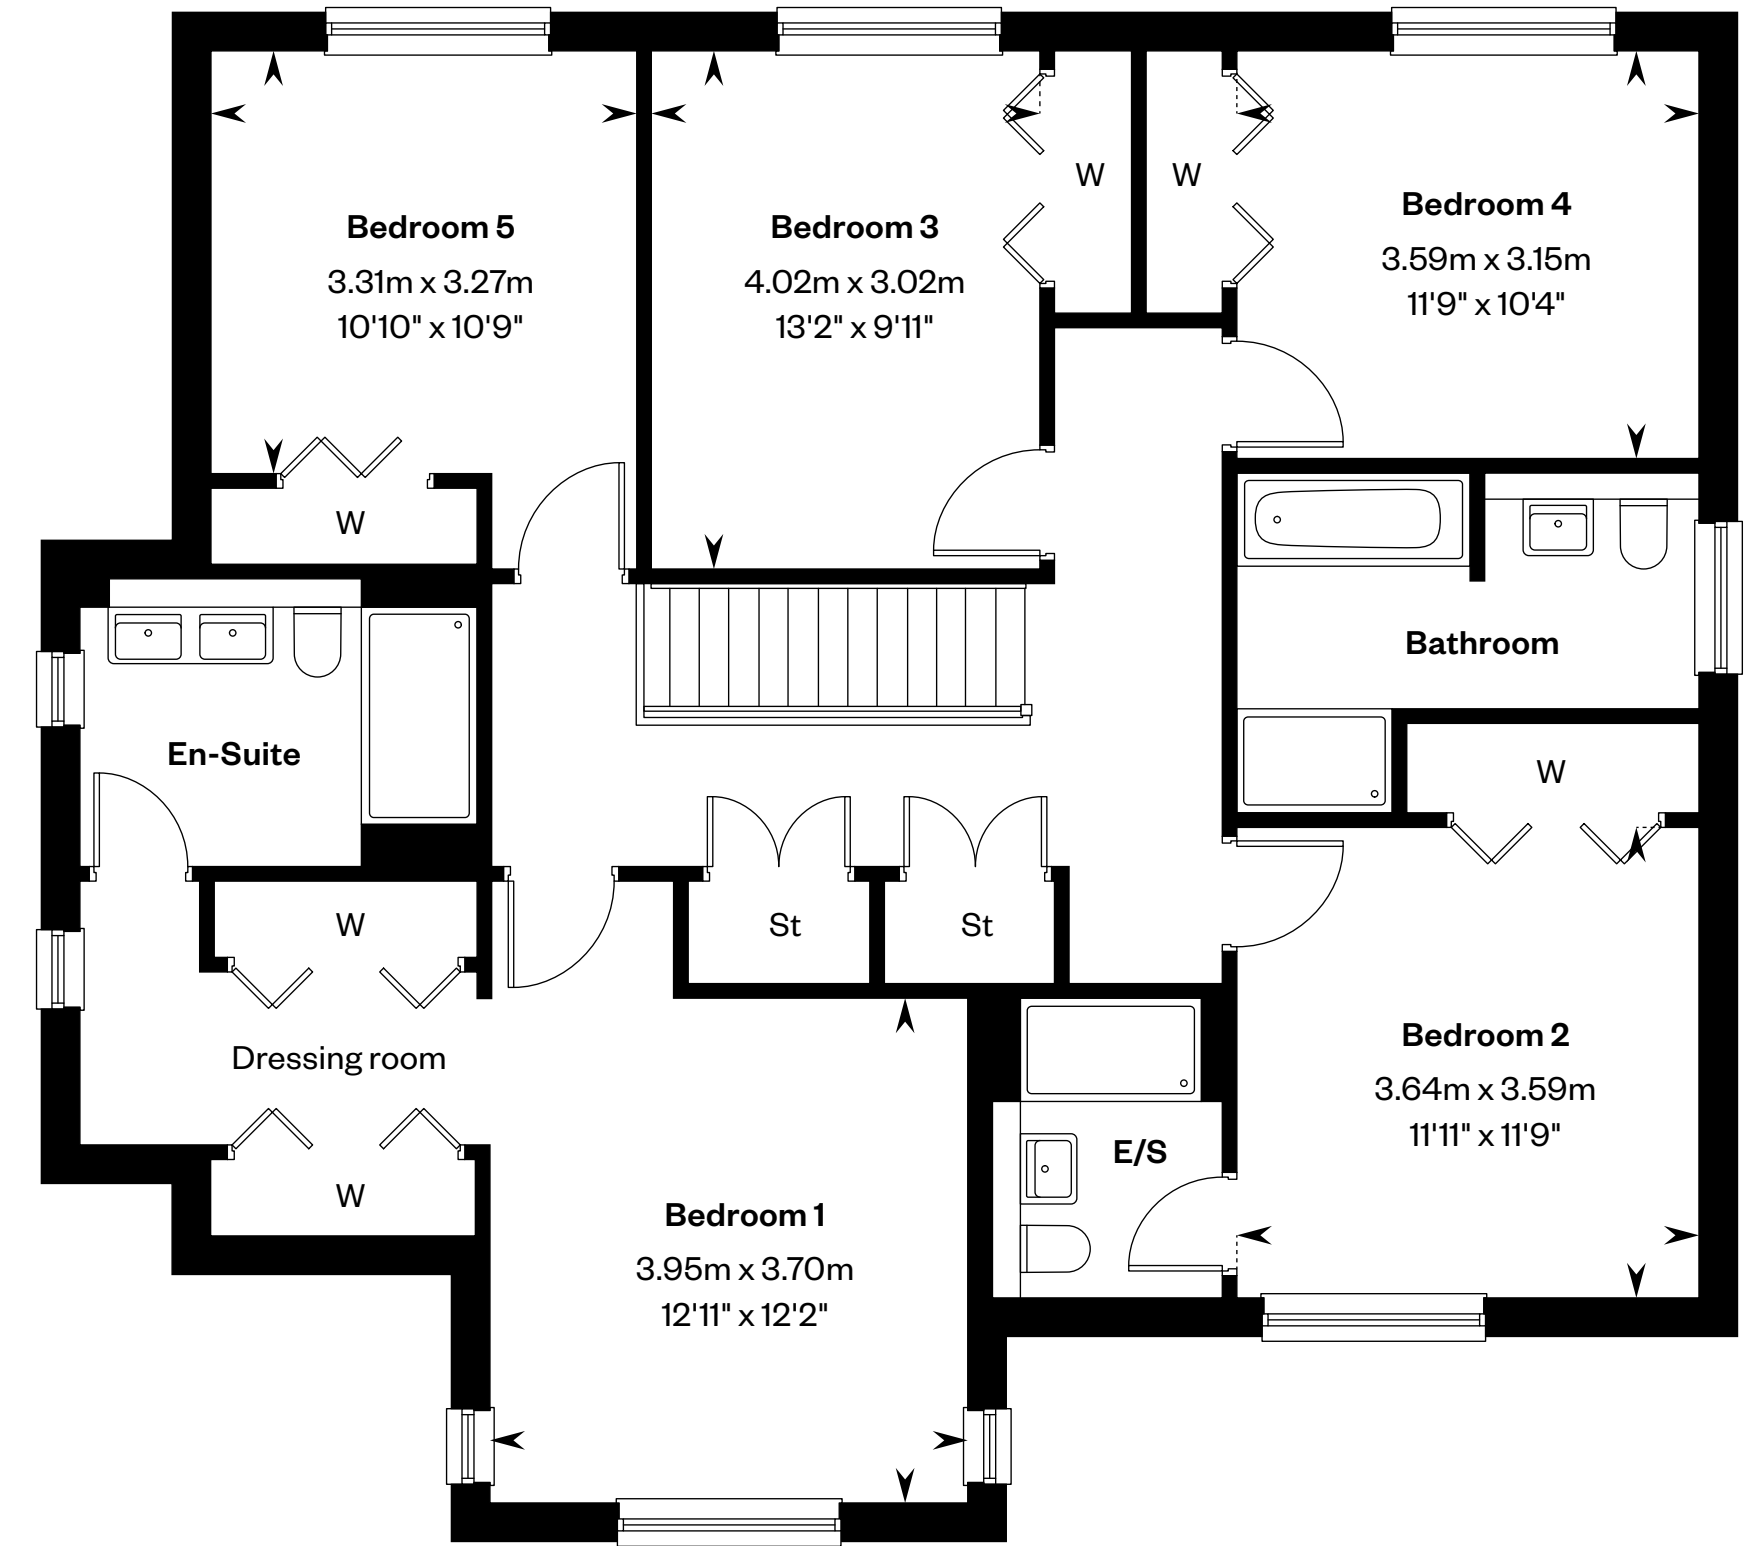 Bedroom 5
3.31m x 3.27m
10'10" x 10'9"
W
Bedroom 3
4.02m x 3.02m
13'2" x 9'11"
W
W
Bedroom 4
3.59m x 3.15m
11'9" x 10'4"
Bathroom
En-Suite
W
W
St
St
Dressing room
W
Bedroom 1
3.95m x 3.70m
12'11" x 12'2"
E/S
Bedroom 2
3.64m x 3.59m
11'11" x 11'9"